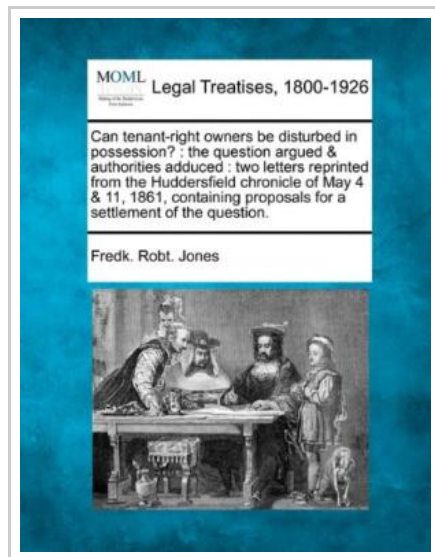 MOML
Legal Treatises, 1800-1926
Can tenant-right owners be disturbed in
possession? : the question argued &
authorities adduced : two letters reprinted
from the Huddersfield chronicle of May 4
& 11, 1861, containing proposals for a
settlement of the question.
Fredk. Robt. Jones